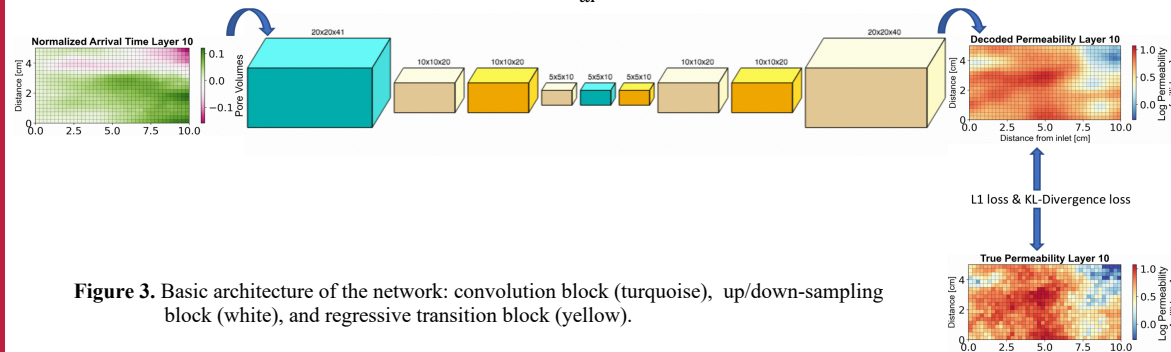 20x20x41
20x20x40
Normalized Arrival Time Layer 10
Distance [cm]
4
2
0
0.0 2.5 5.0 7.5 10.0
0.1
0.0
−0.1
Pore Volumes
10x10x20
10x10x20
5x5x10
5x5x10
5x5x10
10x10x20
10x10x20
Decoded Permeability Layer 10
Distance [cm]
4
2
0
0.0 2.5 5.0 7.5 10.0
Distance from inlet [cm]
1.0
0.5
0.0
Log Permeability
L1 loss & KL-Divergence loss
True Permeability Layer 10
Distance [cm]
4
2
0
0.0 2.5 5.0 7.5 10.0
1.0
0.5
0.0
Log Permeability
Figure 3. Basic architecture of the network: convolution block (turquoise), up/down-sampling
block (white), and regressive transition block (yellow).